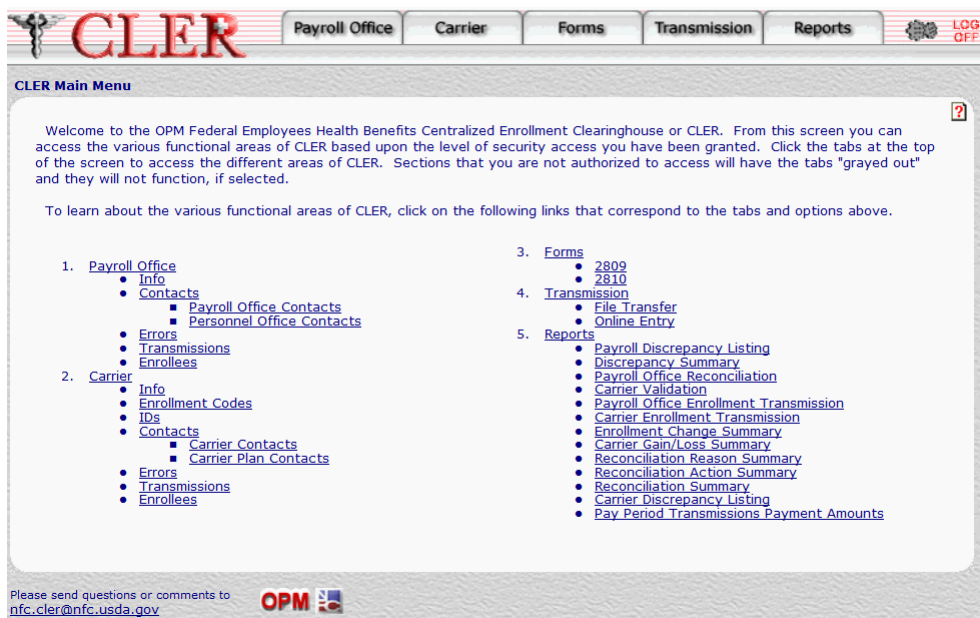 CLER
Payroll Office
Carrier
Forms
Transmission
Reports
LOG
OFF
CLER Main Menu
?
Welcome to the OPM Federal Employees Health Benefits Centralized Enrollment Clearinghouse or CLER. From this screen you can
access the various functional areas of CLER based upon the level of security access you have been granted. Click the tabs at the top
of the screen to access the different areas of CLER. Sections that you are not authorized to access will have the tabs "grayed out"
and they will not function, if selected.
To learn about the various functional areas of CLER, click on the following links that correspond to the tabs and options above.
1. Payroll Office
• Info
• Contacts
▪ Payroll Office Contacts
▪ Personnel Office Contacts
• Errors
• Transmissions
• Enrollees
2. Carrier
• Info
• Enrollment Codes
• IDs
• Contacts
▪ Carrier Contacts
▪ Carrier Plan Contacts
• Errors
• Transmissions
• Enrollees
3. Forms
• 2809
• 2810
4. Transmission
• File Transfer
• Online Entry
5. Reports
• Payroll Discrepancy Listing
• Discrepancy Summary
• Payroll Office Reconciliation
• Carrier Validation
• Payroll Office Enrollment Transmission
• Carrier Enrollment Transmission
• Enrollment Change Summary
• Carrier Gain/Loss Summary
• Reconciliation Reason Summary
• Reconciliation Action Summary
• Reconciliation Summary
• Carrier Discrepancy Listing
• Pay Period Transmissions Payment Amounts
Please send questions or comments to
nfc.cler@nfc.usda.gov
OPM